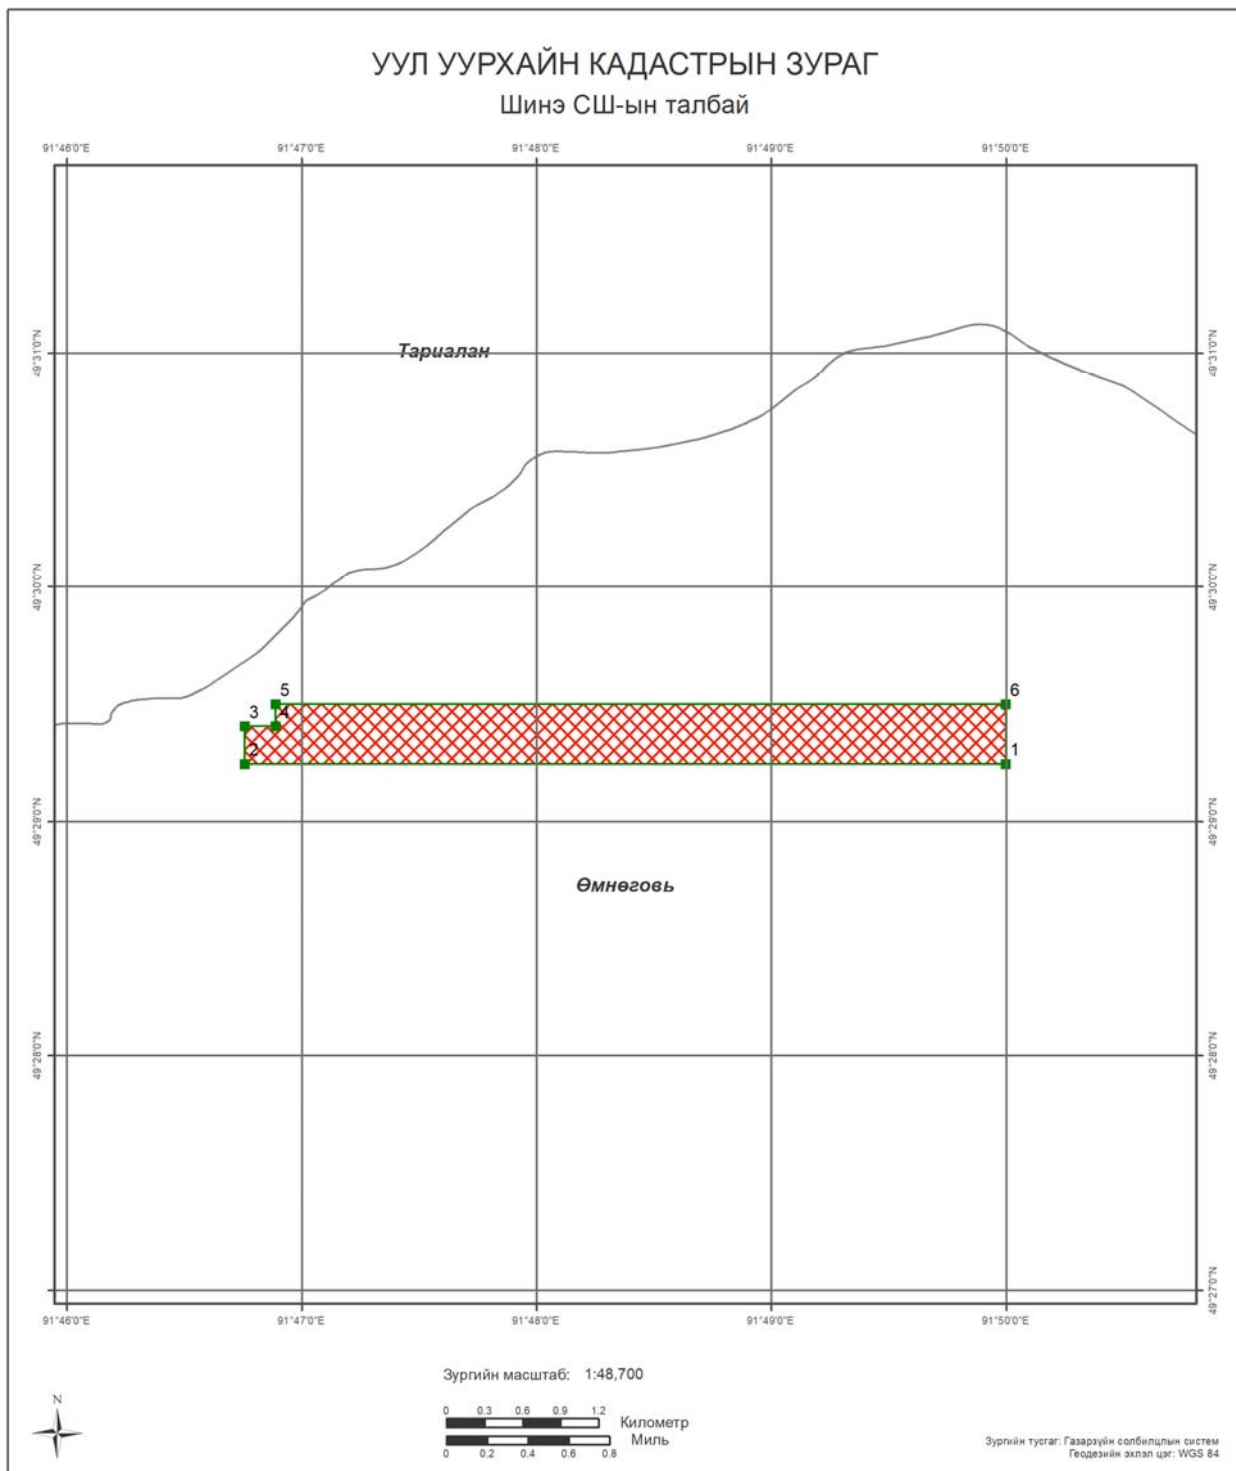 УУЛ УУРХАЙН КАДАСТРЫН ЗУРАГ
Шинэ СШ-ын талбай
91°46'0"E 91°47'0"E 91°48'0"E 91°49'0"E 91°50'0"E
Тариалан
49°31'0"N 49°31'0"N
49°30'0"N 49°30'0"N
5 6
3 4
2 1
49°29'0"N 49°29'0"N
Өмнөговь
49°28'0"N 49°28'0"N
49°27'0"N 49°27'0"N
91°46'0"E 91°47'0"E 91°48'0"E 91°49'0"E 91°50'0"E
Зургийн масштаб: 1:48,700
N
0 0.3 0.6 0.9 1.2
Километр
Миль
0 0.2 0.4 0.6 0.8
Зургийн тусгаг: Газарзүйн солбилцлын систем
Геодезийн эхлэл цэг: WGS 84